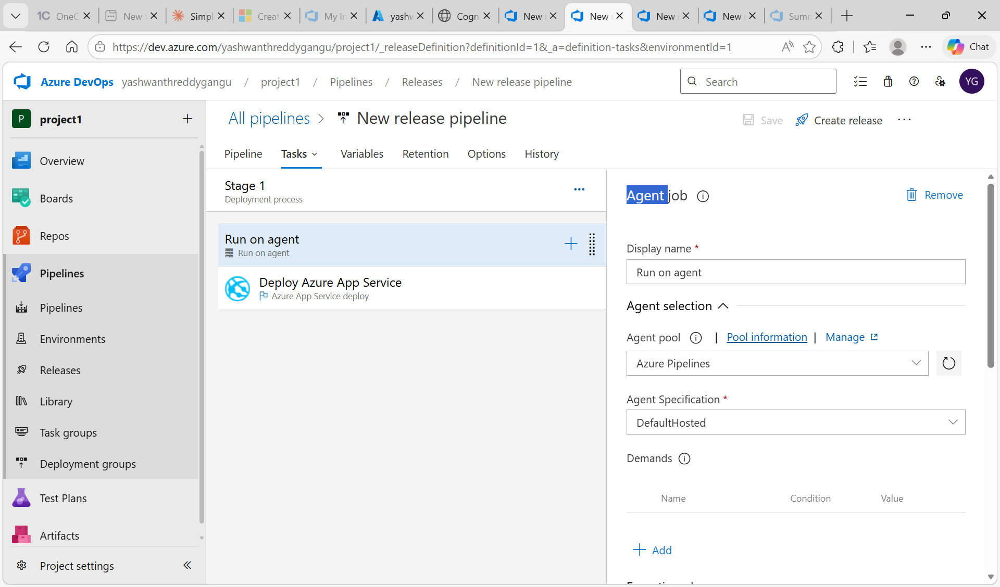 OneC
New t
Simpl
Creat
My In
yashw
Cogn
New
New
New
New
Sumr
https://dev.azure.com/yashwanthreddygangu/project1/_releaseDefinition?definitionId=1&_a=definition-tasks&environmentId=1
Chat
Azure DevOps yashwanthreddygangu / project1 / Pipelines / Releases / New release pipeline
Search
YG
P project1
Overview
Boards
Repos
Pipelines
Pipelines
Environments
Releases
Library
Task groups
Deployment groups
Test Plans
Artifacts
Project settings
All pipelines > New release pipeline
Save
Create release
Pipeline
Tasks
Variables
Retention
Options
History
Stage 1
Deployment process
Run on agent
Run on agent
Deploy Azure App Service
Azure App Service deploy
Agent job
Remove
Display name *
Run on agent
Agent selection
Agent pool | Pool information | Manage
Azure Pipelines
Agent Specification *
DefaultHosted
Demands
Name Condition Value
Add